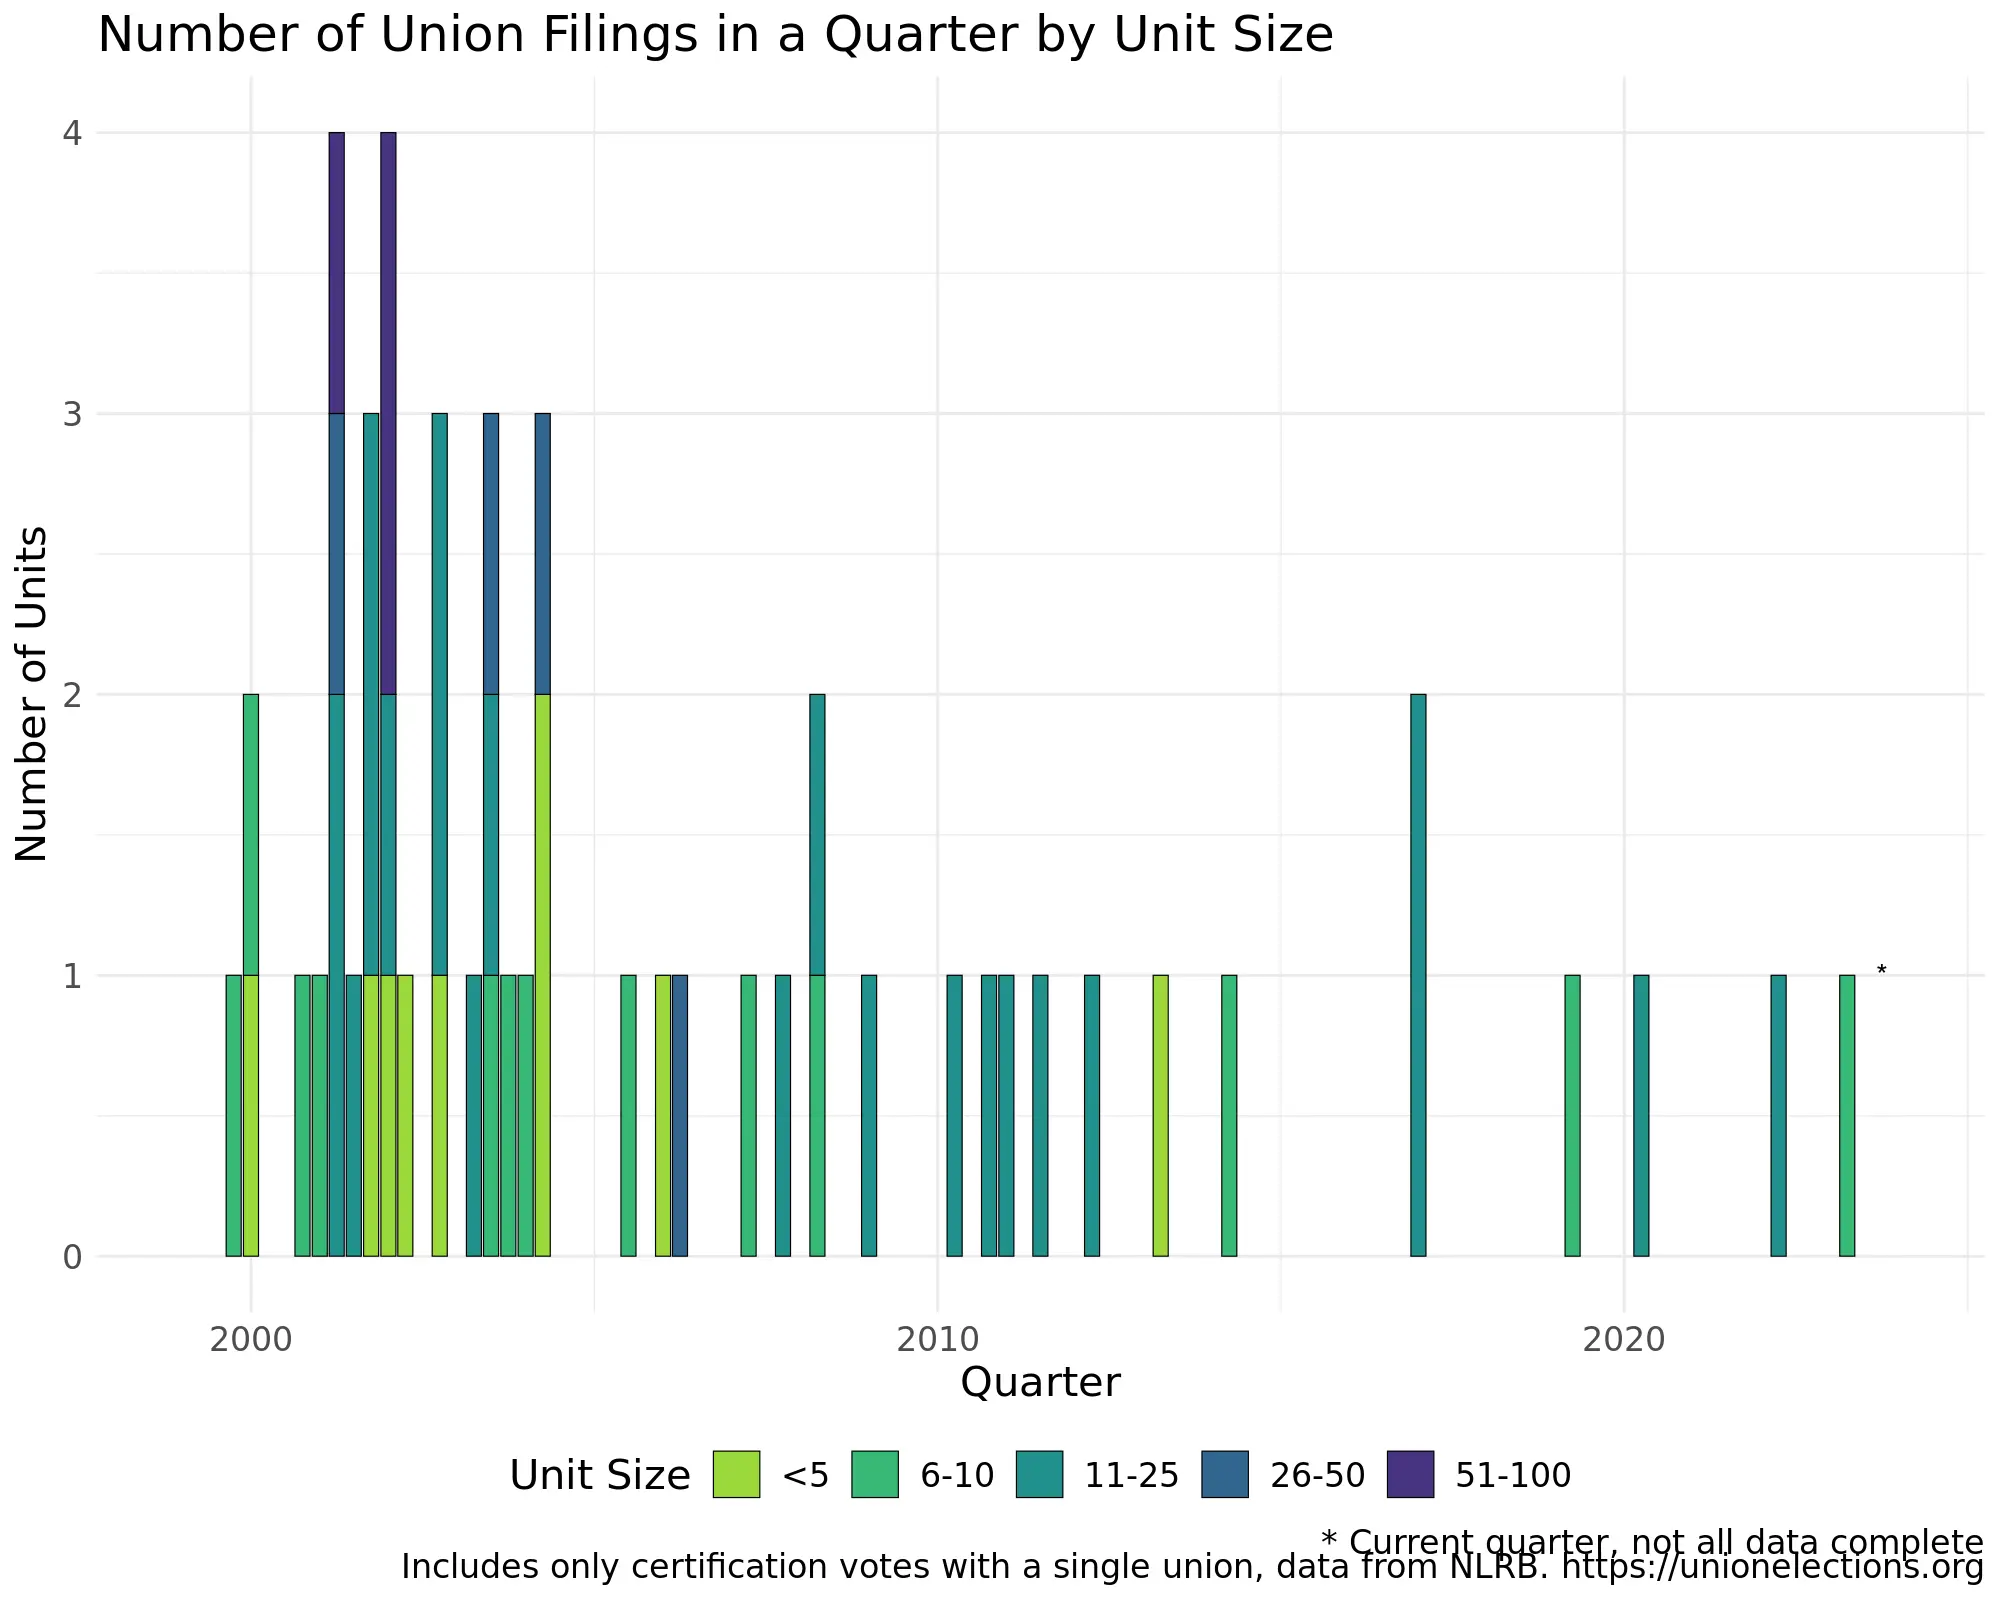 Number of Union Filings in a Quarter by Unit Size
Number of Units
4
3
2
1
0
*
2000 2010 2020
Quarter
Unit Size <5 6-10 11-25 26-50 51-100
* Current quarter, not all data complete
Includes only certification votes with a single union, data from NLRB. https://unionelections.org